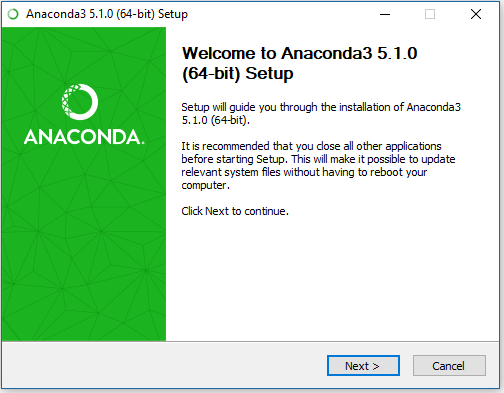 Anaconda3 5.1.0 (64-bit) Setup
ANACONDA.
Welcome to Anaconda3 5.1.0
(64-bit) Setup
Setup will guide you through the installation of Anaconda3
5.1.0 (64-bit).
It is recommended that you close all other applications
before starting Setup. This will make it possible to update
relevant system files without having to reboot your
computer.
Click Next to continue.
Next >
Cancel